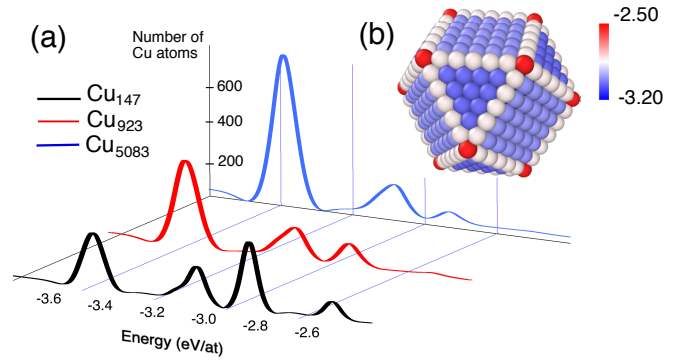 (a)
Number of
Cu atoms
(b)
-2.50
-3.20
600
400
200
Cu147
Cu923
Cu5083
-3.6
-3.4
-3.2
-3.0
-2.8
-2.6
Energy (eV/at)